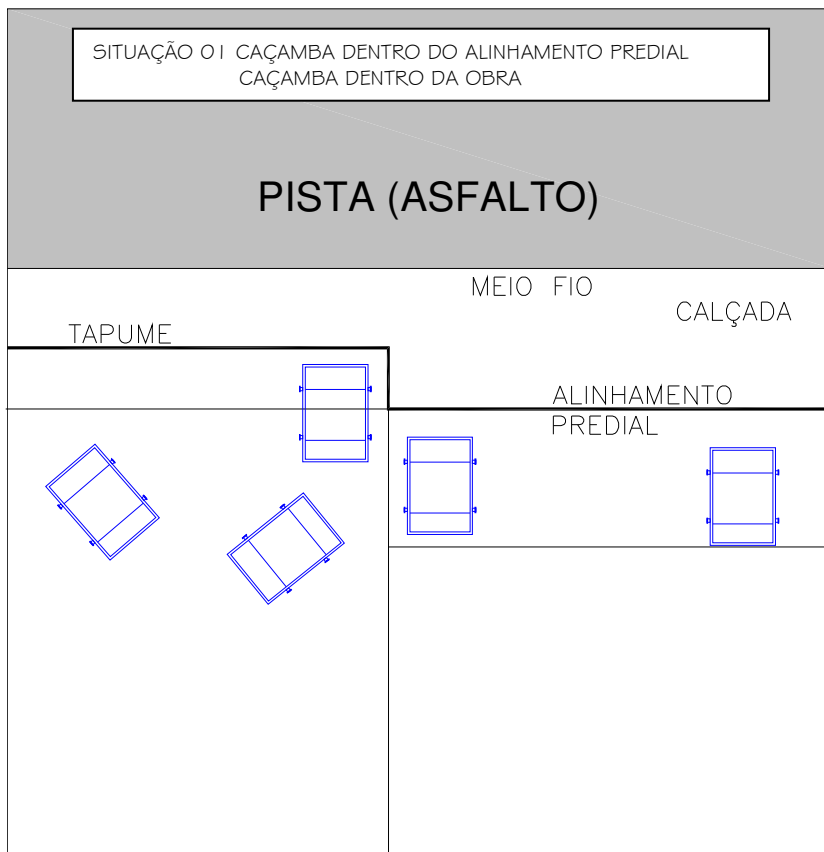 SITUAÇÃO 01 CAÇAMBA DENTRO DO ALINHAMENTO PREDIAL
CAÇAMBA DENTRO DA OBRA
PISTA (ASFALTO)
MEIO FIO
CALÇADA
TAPUME
ALINHAMENTO
PREDIAL